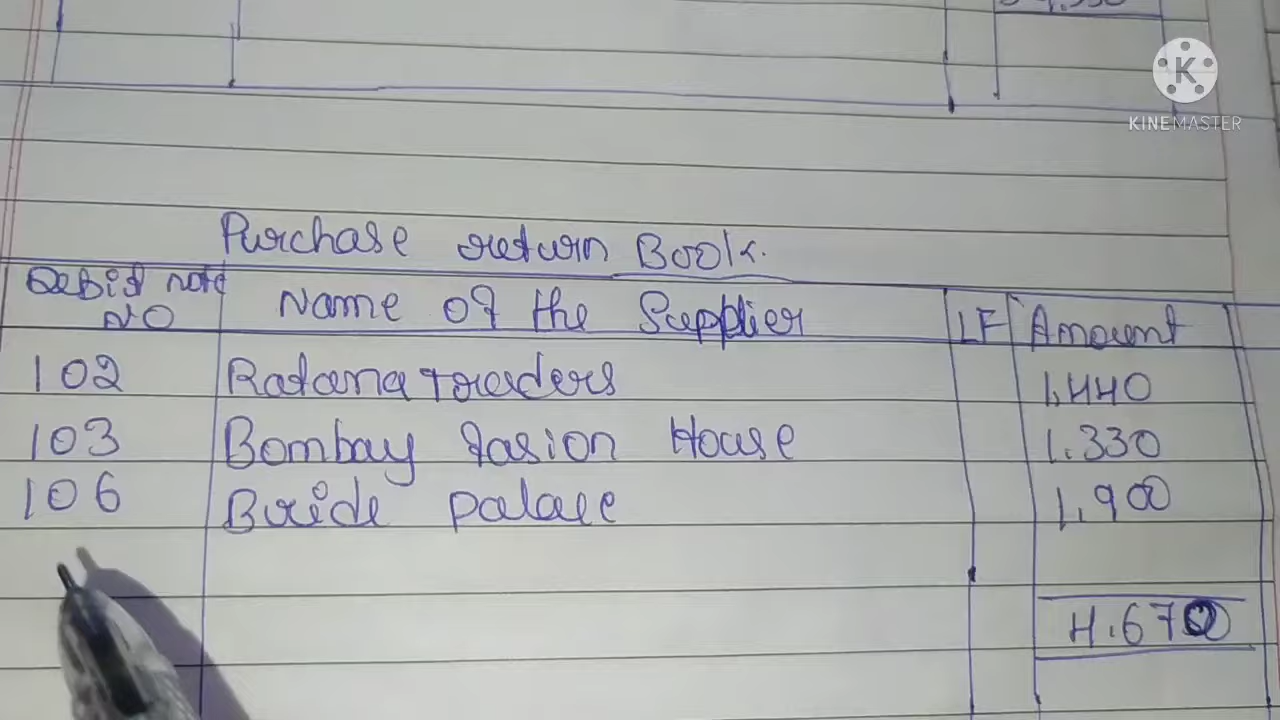 KINEMASTER
Purchase return Book.
Debit note NO
Name of the Supplier
LF
Amount
102 Ratana traders 1,440
103 Bombay fasion House 1.330
106 Bride palace 1,900
4.670